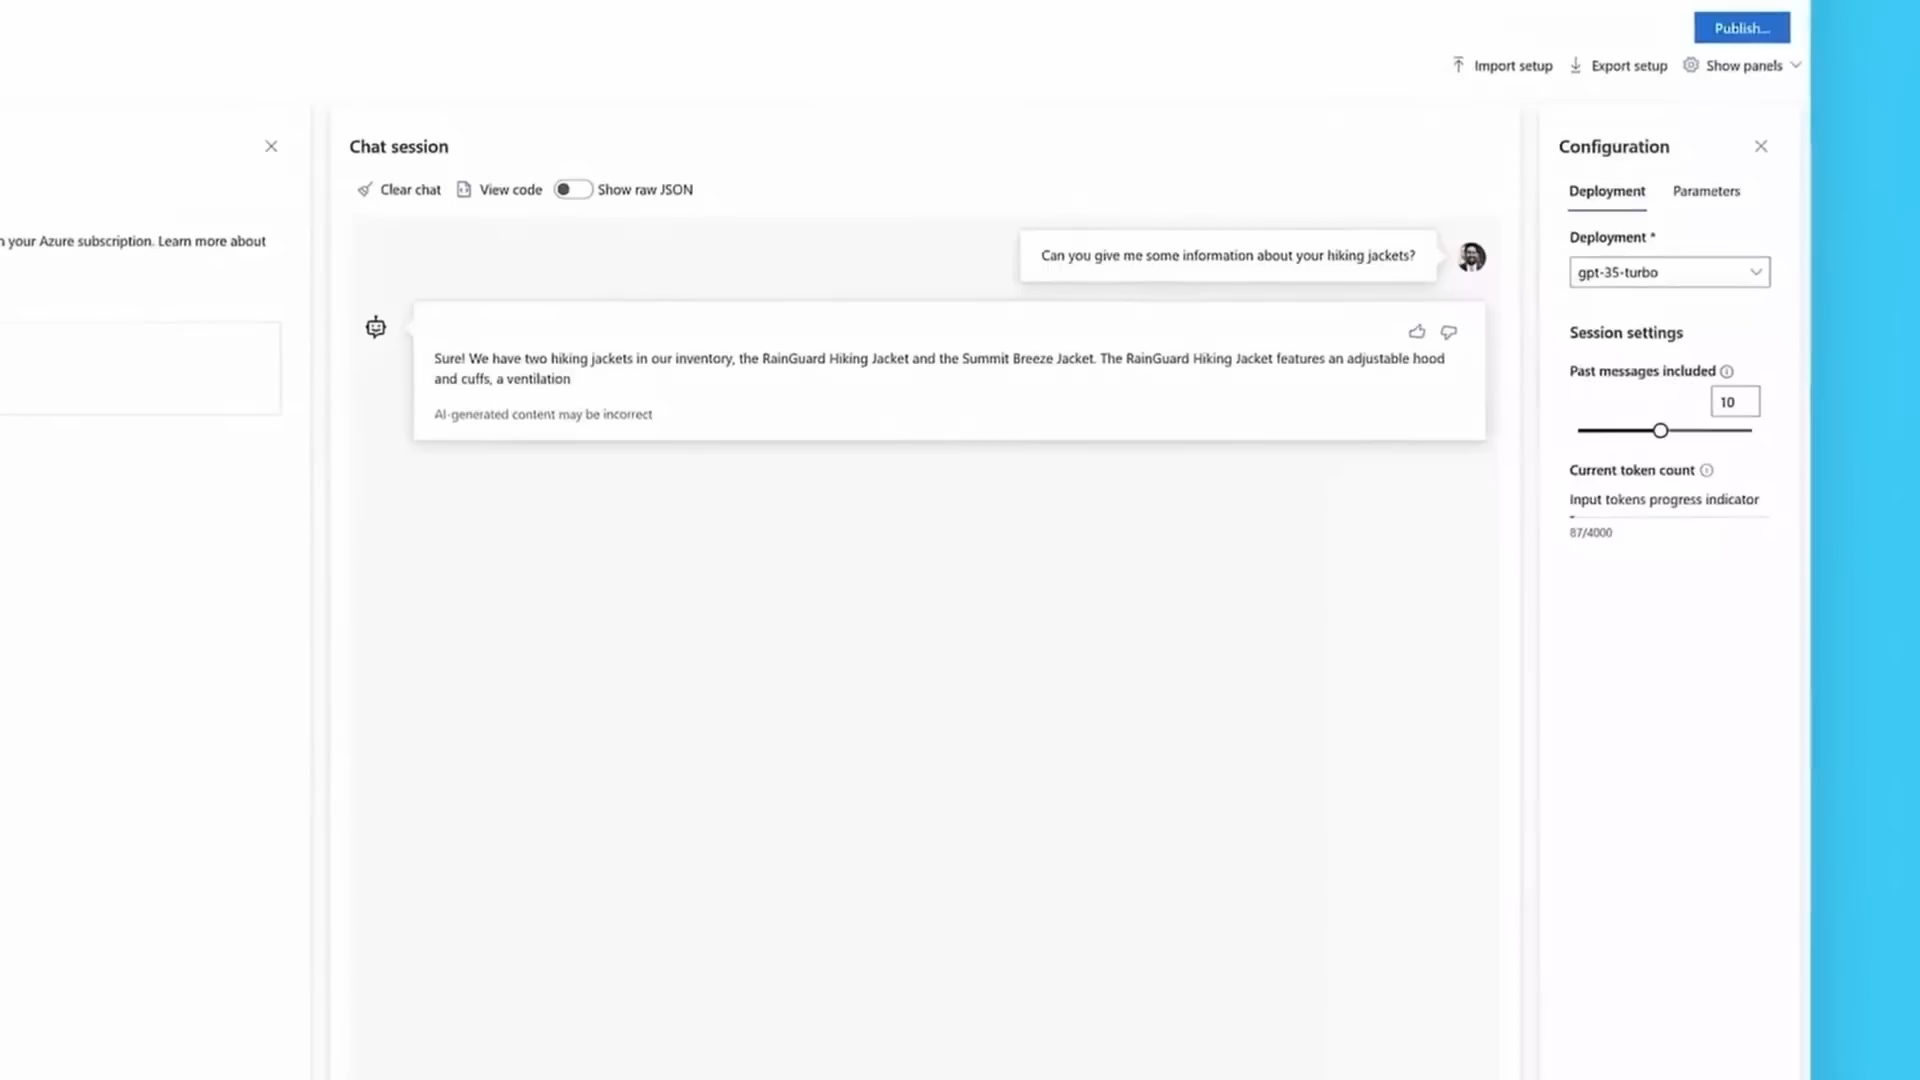 Publish...
Import setup
Export setup
Show panels
Chat session
Configuration
Clear chat
View code
Show raw JSON
Deployment
Parameters
your Azure subscription. Learn more about
Can you give me some information about your hiking jackets?
Deployment *
gpt-35-turbo
Sure! We have two hiking jackets in our inventory, the RainGuard Hiking Jacket and the Summit Breeze Jacket. The RainGuard Hiking Jacket features an adjustable hood
and cuffs, a ventilation
AI-generated content may be incorrect
Session settings
Past messages included
10
Current token count
Input tokens progress indicator
87/4000